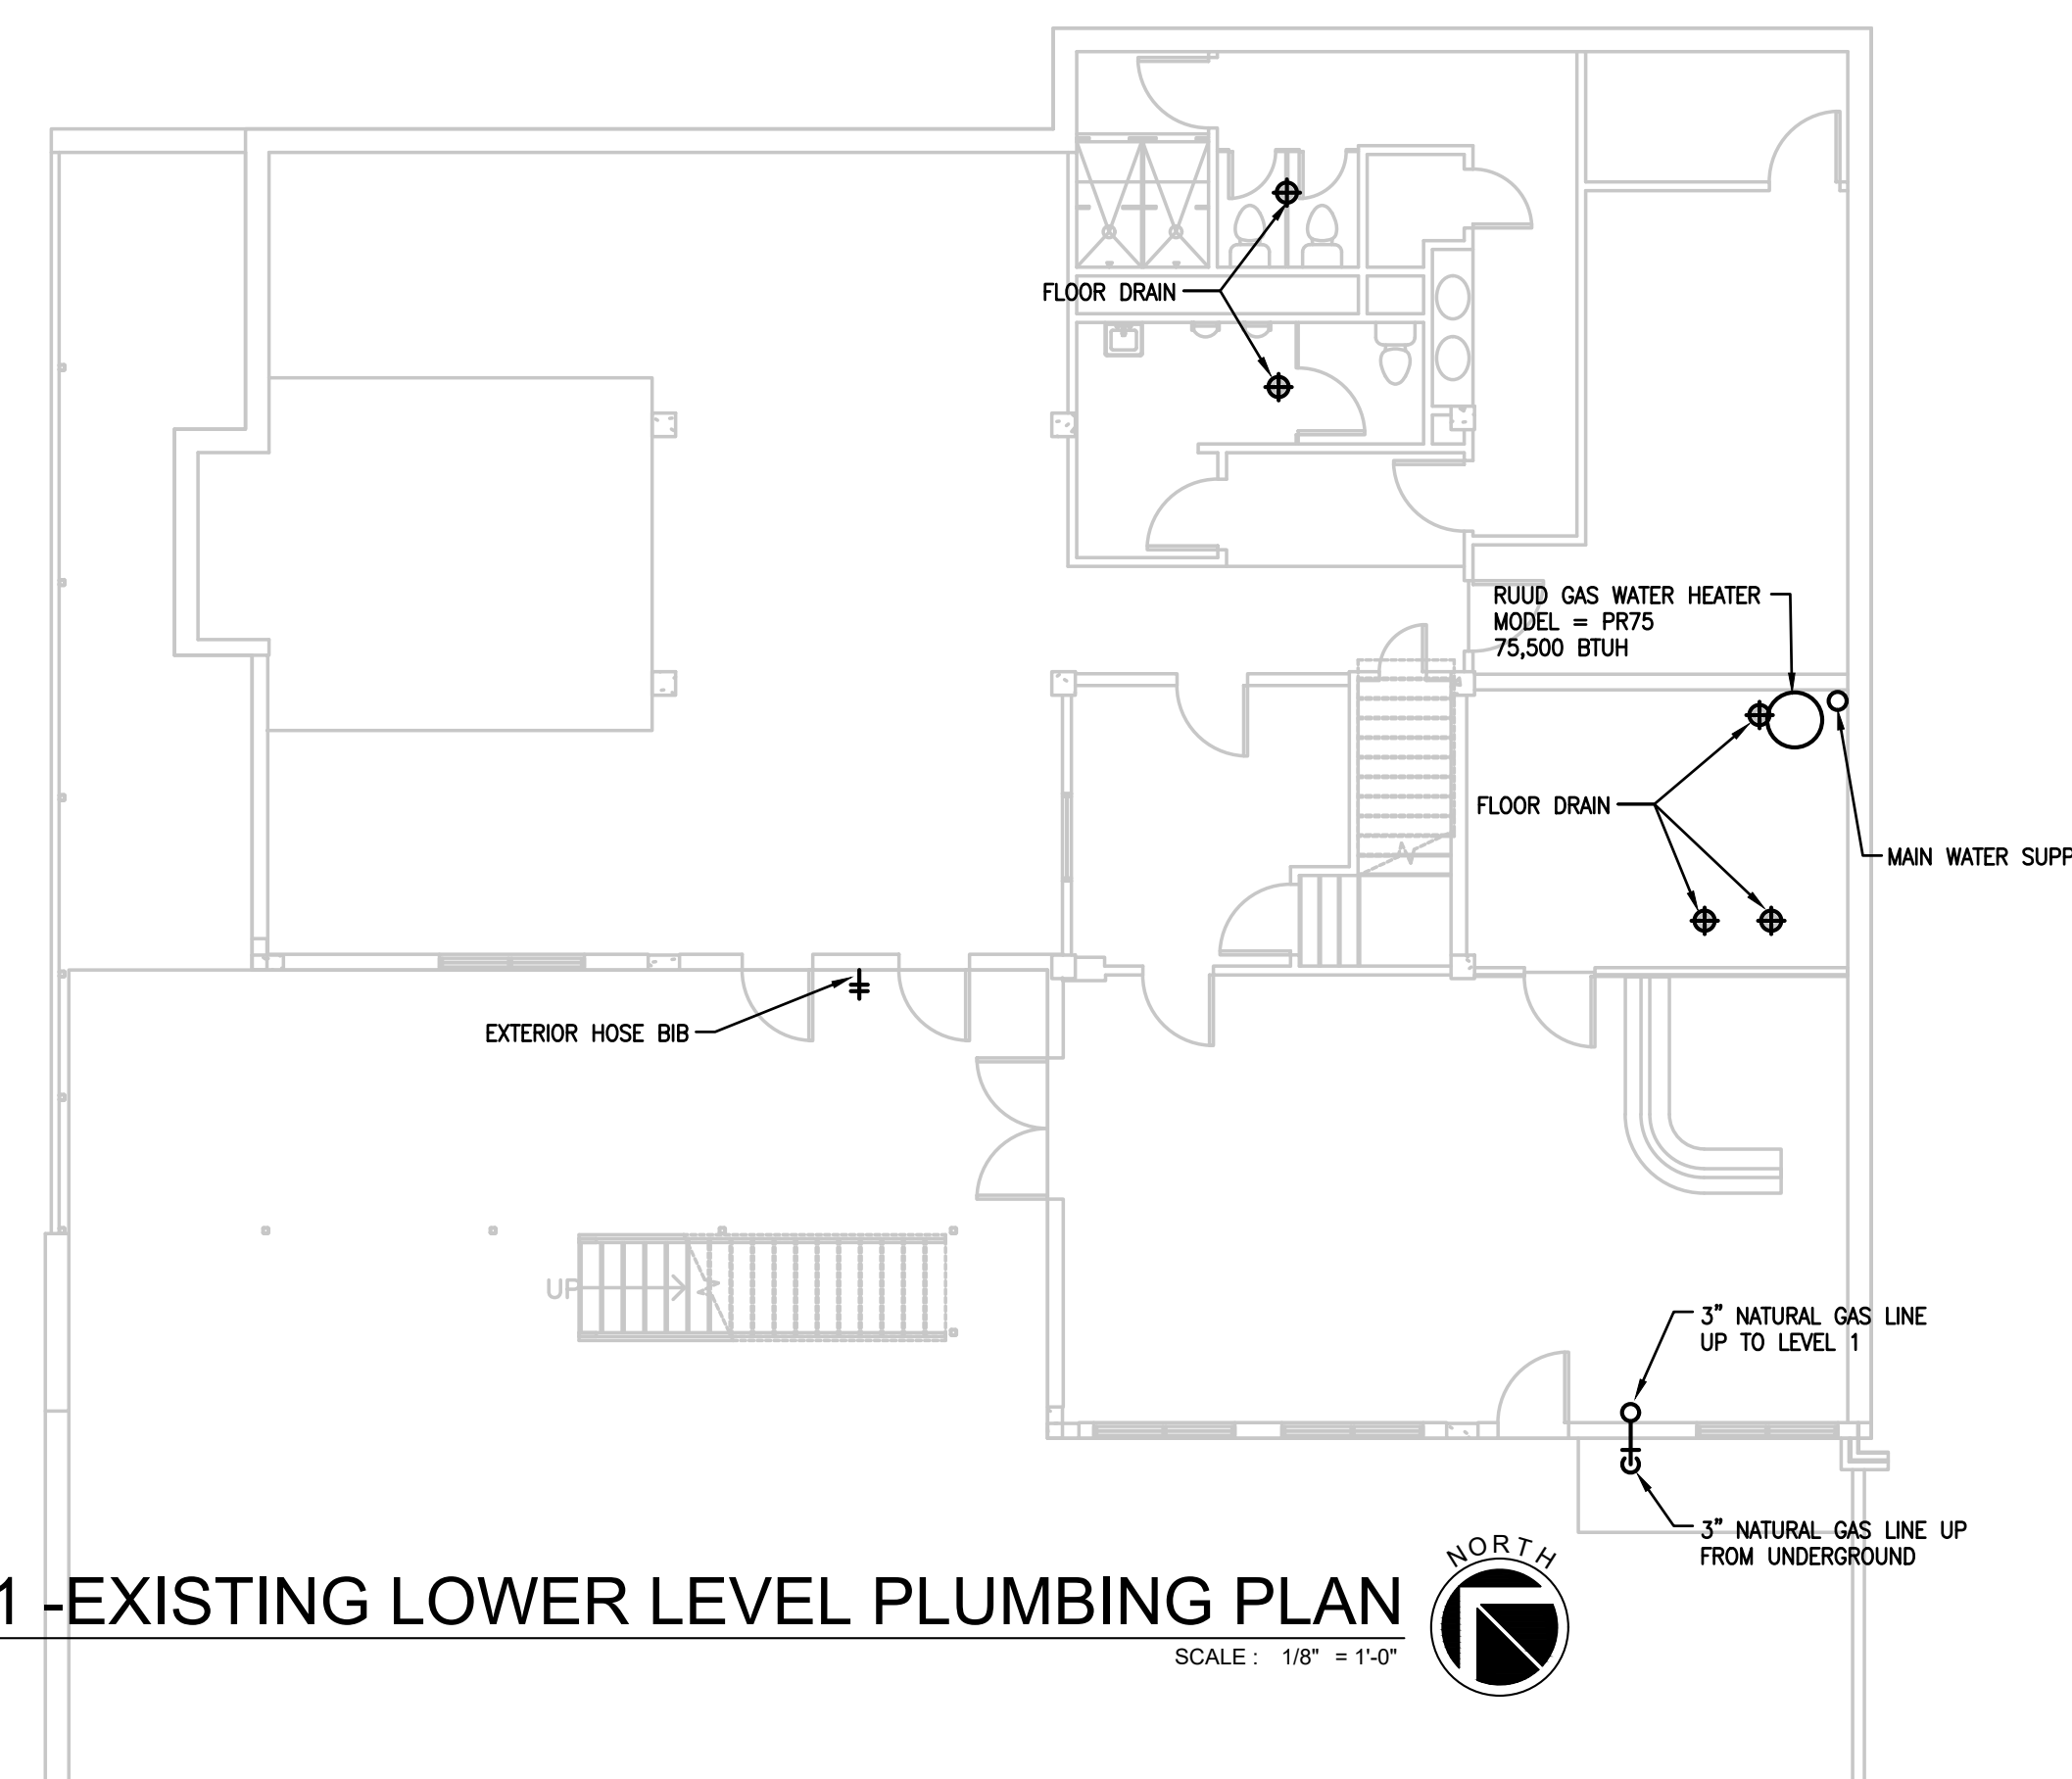 FLOOR DRAIN
RUUD GAS WATER HEATER
MODEL = PR75
75,500 BTUH
FLOOR DRAIN
MAIN WATER SUPP
EXTERIOR HOSE BIB
UP
3" NATURAL GAS LINE
UP TO LEVEL 1
3" NATURAL GAS LINE UP
FROM UNDERGROUND
NORTH
1 -EXISTING LOWER LEVEL PLUMBING PLAN
SCALE : 1/8" = 1'-0"